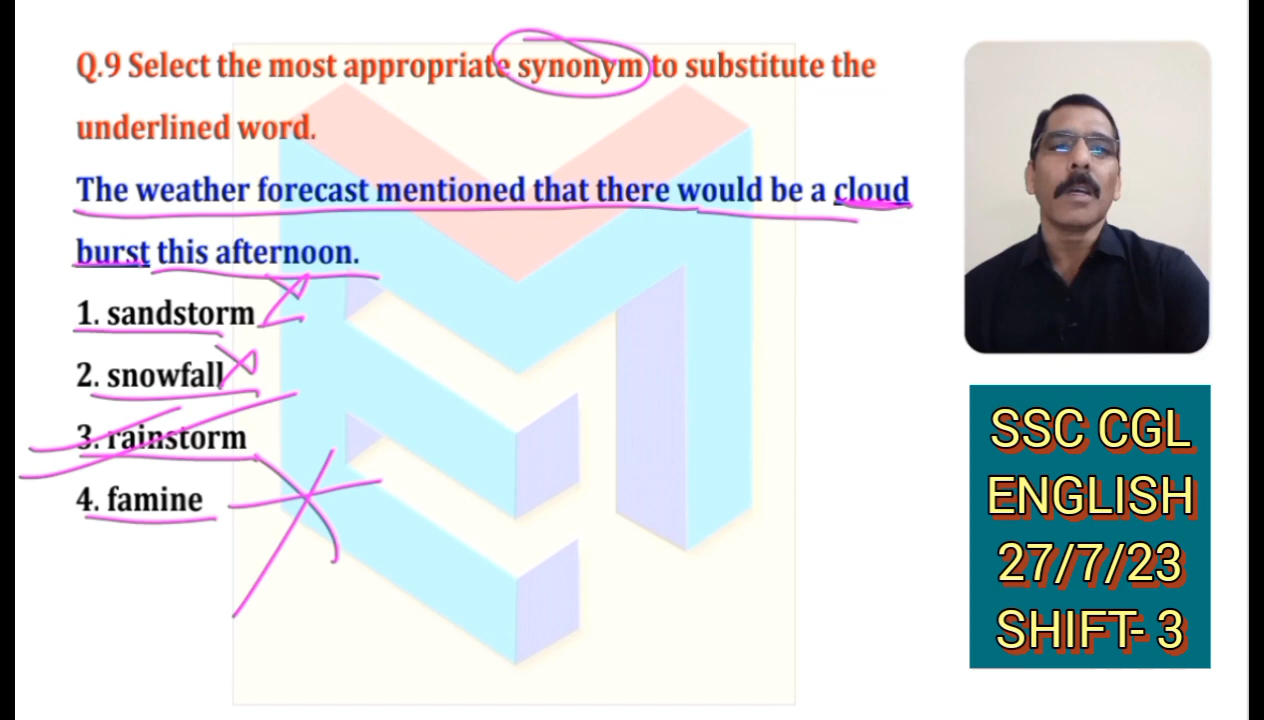 Q.9 Select the most appropriate synonym to substitute the
underlined word.
The weather forecast mentioned that there would be a cloud
burst this afternoon.
1. sandstorm
2. snowfall
3. rainstorm
4. famine
SSC CGL
ENGLISH
27/7/23
SHIFT- 3